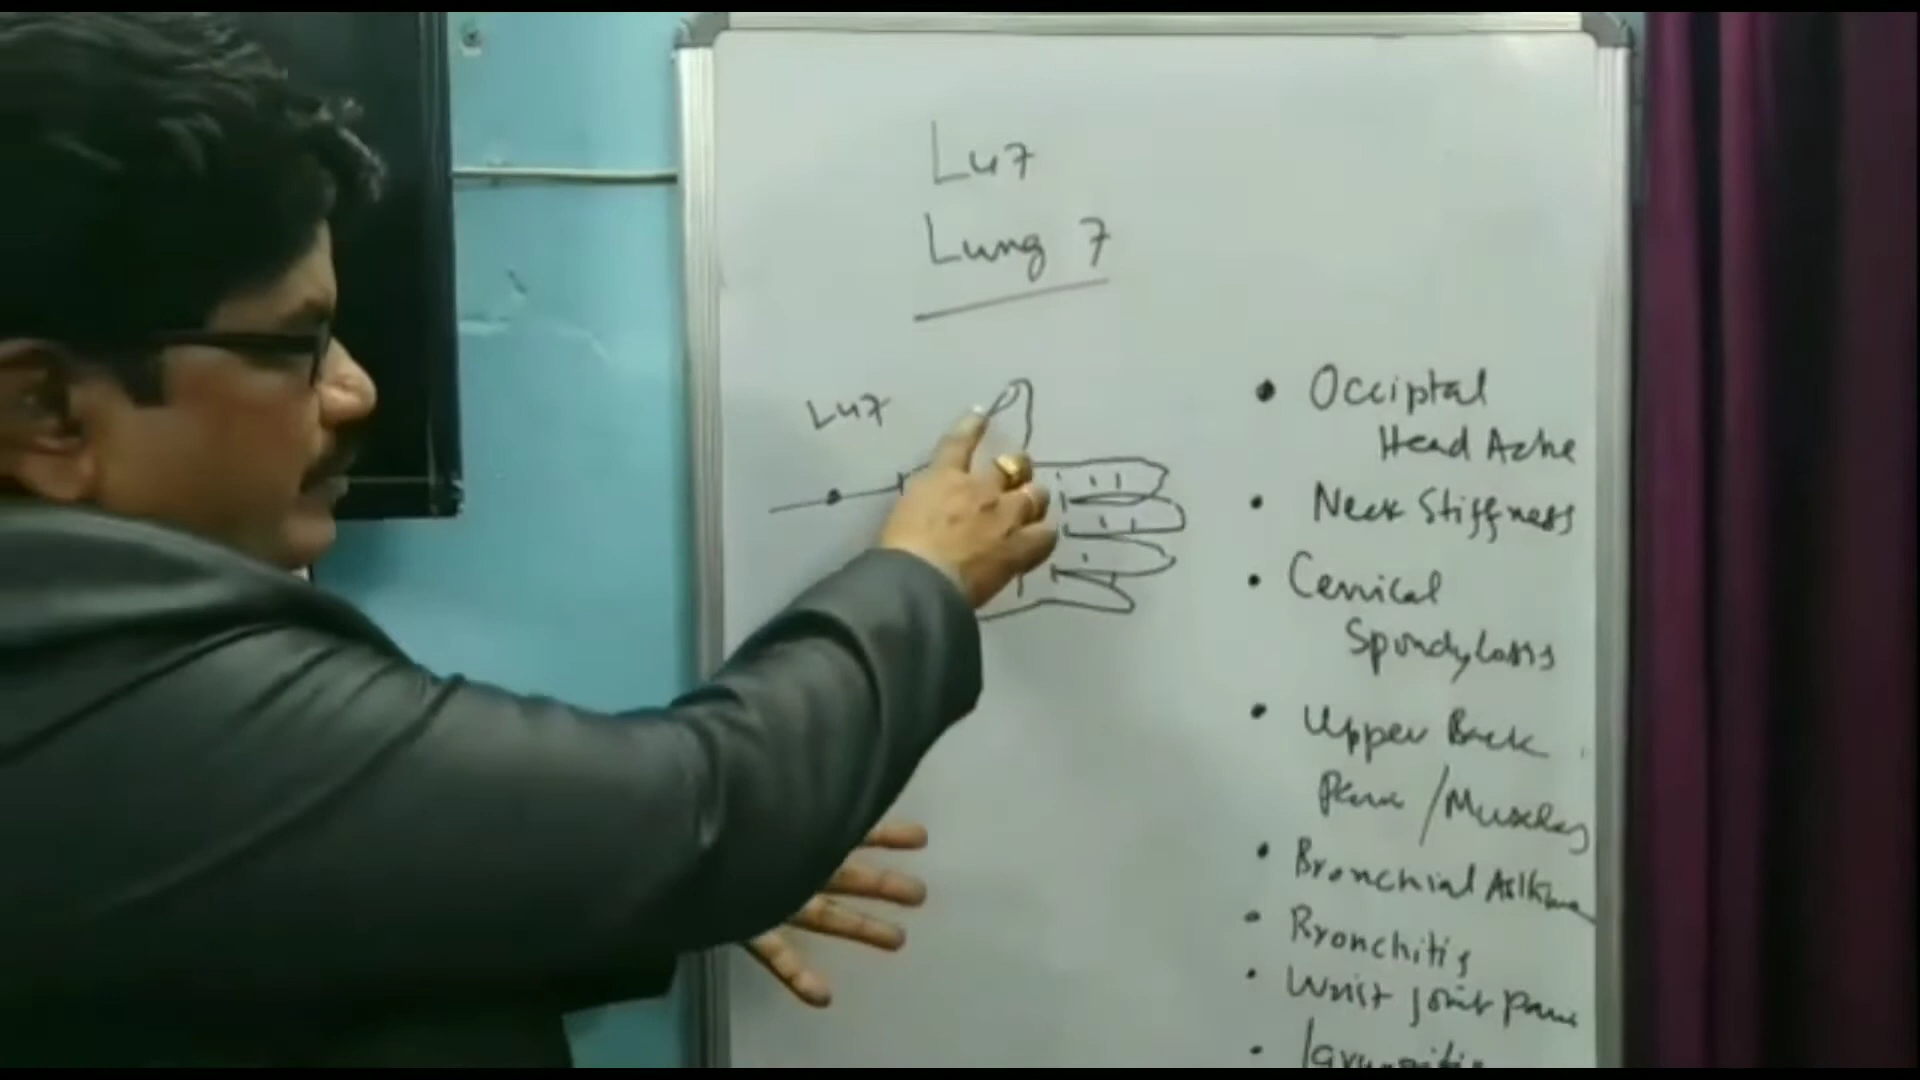 Lu7
Lung 7
Lu7
• Occiptal
Head Ache
• Neck Stiffness
• Cervical
Spondylosis
• Upper Back
Pain / Muscles
• Bronchial Asthma
• Bronchitis
• Wrist joint pain
•